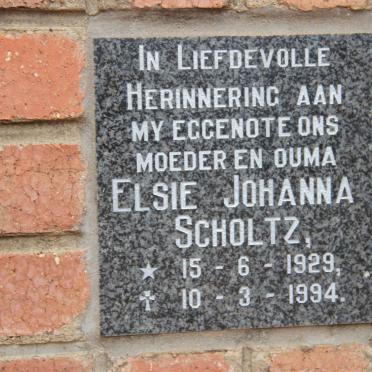 In Liefdevolle
Herinnering aan
my eggenote ons
moeder en ouma
Elsie Johanna
Scholtz,
★ 15 - 6 - 1929,
✝ 10 - 3 - 1994.